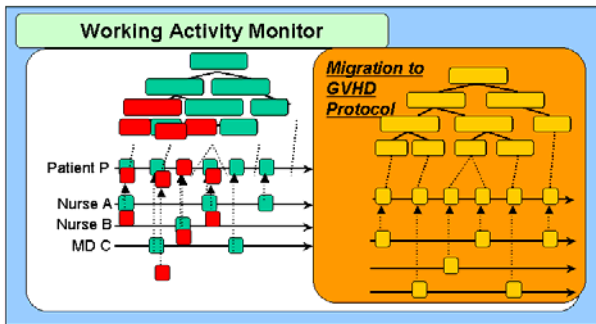 Working Activity Monitor
Migration to
GVHD
Protocol
Patient P
Nurse A
Nurse B
MD C